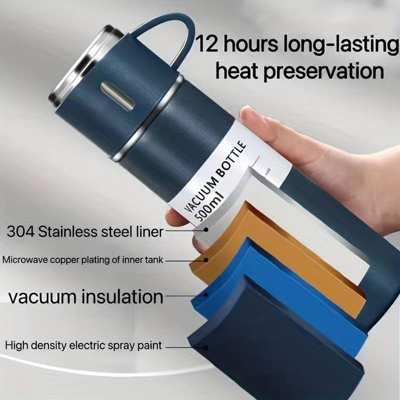 12 hours long-lasting
heat preservation
VACUUM BOTTLE
500ml
304 Stainless steel liner
Microwave copper plating of inner tank
vacuum insulation
High density electric spray paint